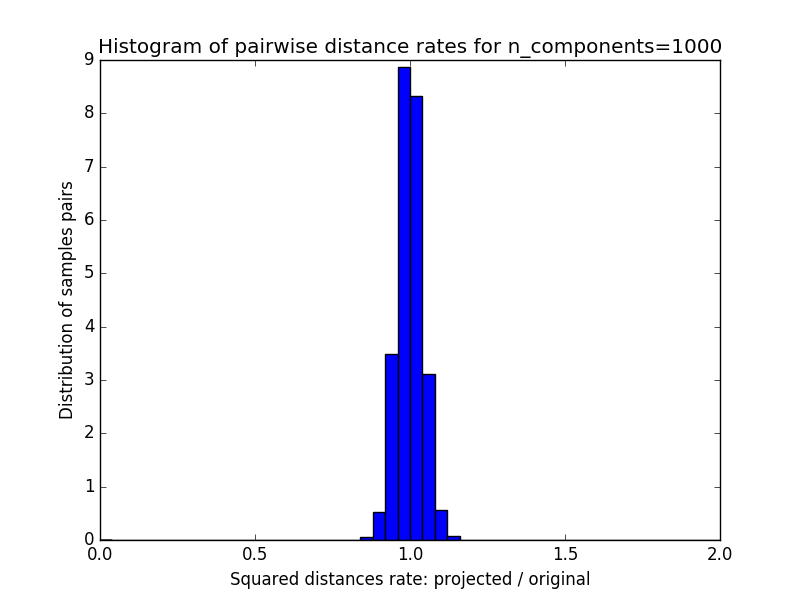 Histogram of pairwise distance rates for n_components=1000
9
8
7
6
5
4
3
2
1
0
Distribution of samples pairs
0.0 0.5 1.0 1.5 2.0
Squared distances rate: projected / original